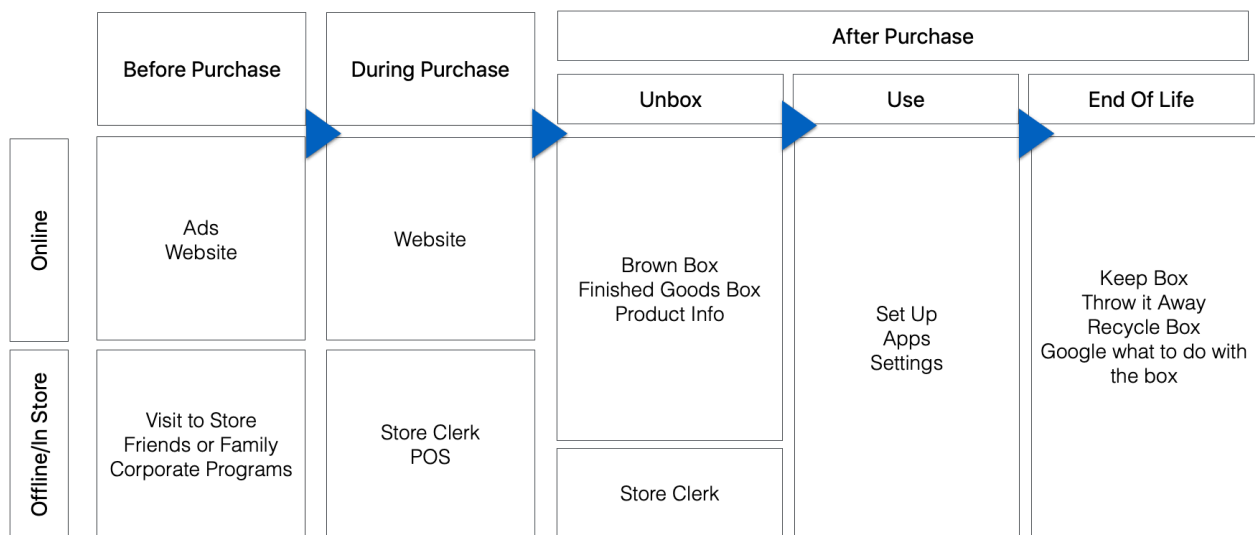 Before Purchase
During Purchase
After Purchase
Unbox
Use
End Of Life
Online
Ads
Website
Website
Brown Box
Finished Goods Box
Product Info
Set Up
Apps
Settings
Keep Box
Throw it Away
Recycle Box
Google what to do with
the box
Offline/In Store
Visit to Store
Friends or Family
Corporate Programs
Store Clerk
POS
Store Clerk